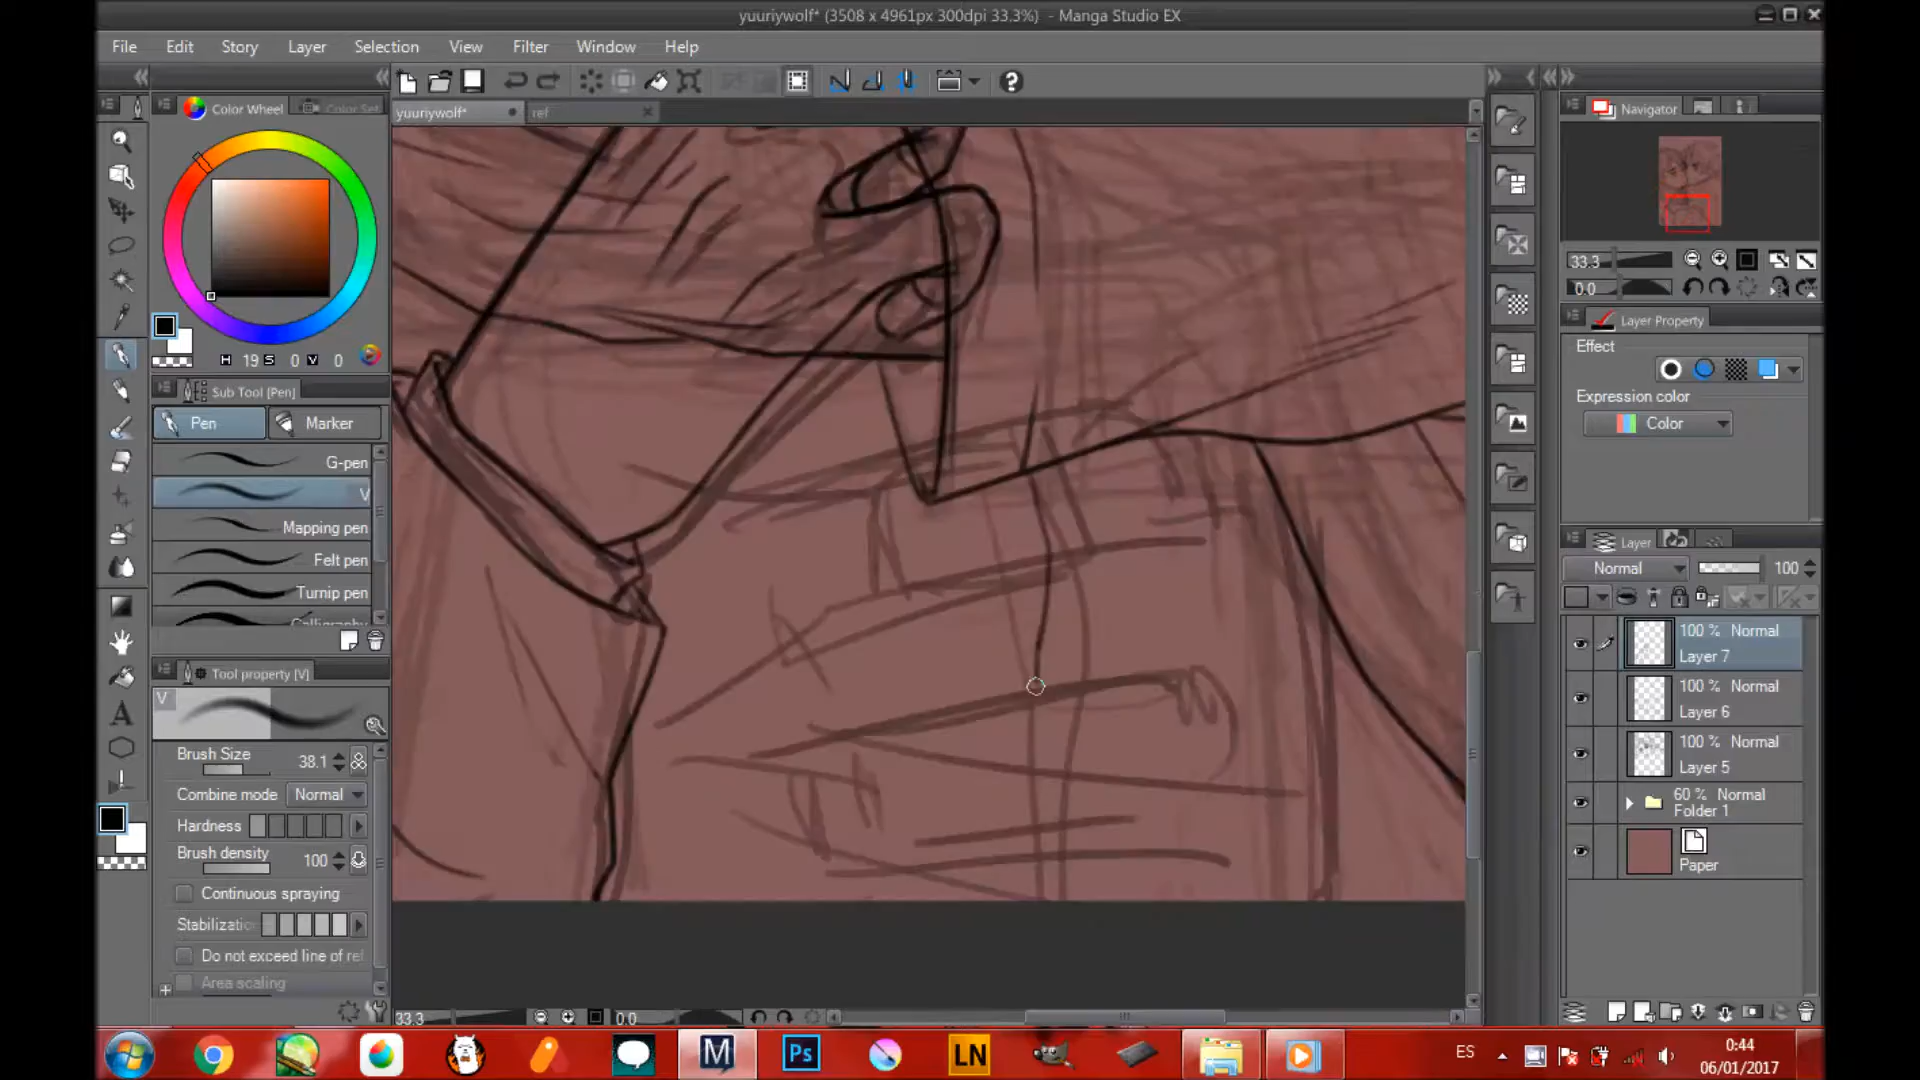 yuuriywolf* (3508 x 4961px 300dpi 33.3%) - Manga Studio EX
File Edit Story Layer Selection View Filter Window Help
yuuriywolf* ref
Color Wheel Color Set
H 19 S 0 V 0
Sub Tool [Pen]
Pen Marker
G-pen
V
Mapping pen
Felt pen
Turnip pen
Calligraphy
Tool property [V]
V
Brush Size 38.1
Combine mode Normal
Hardness
Brush density 100
Continuous spraying
Stabilizatio
Do not exceed line of ref
Area scaling
33.3 0.0
Navigator
33.3
0.0
Layer Property
Effect
Expression color
Color
Layer
Normal 100
100 % Normal
Layer 7
100 % Normal
Layer 6
100 % Normal
Layer 5
60 % Normal
Folder 1
Paper
M Ps LN
ES
0:44
06/01/2017